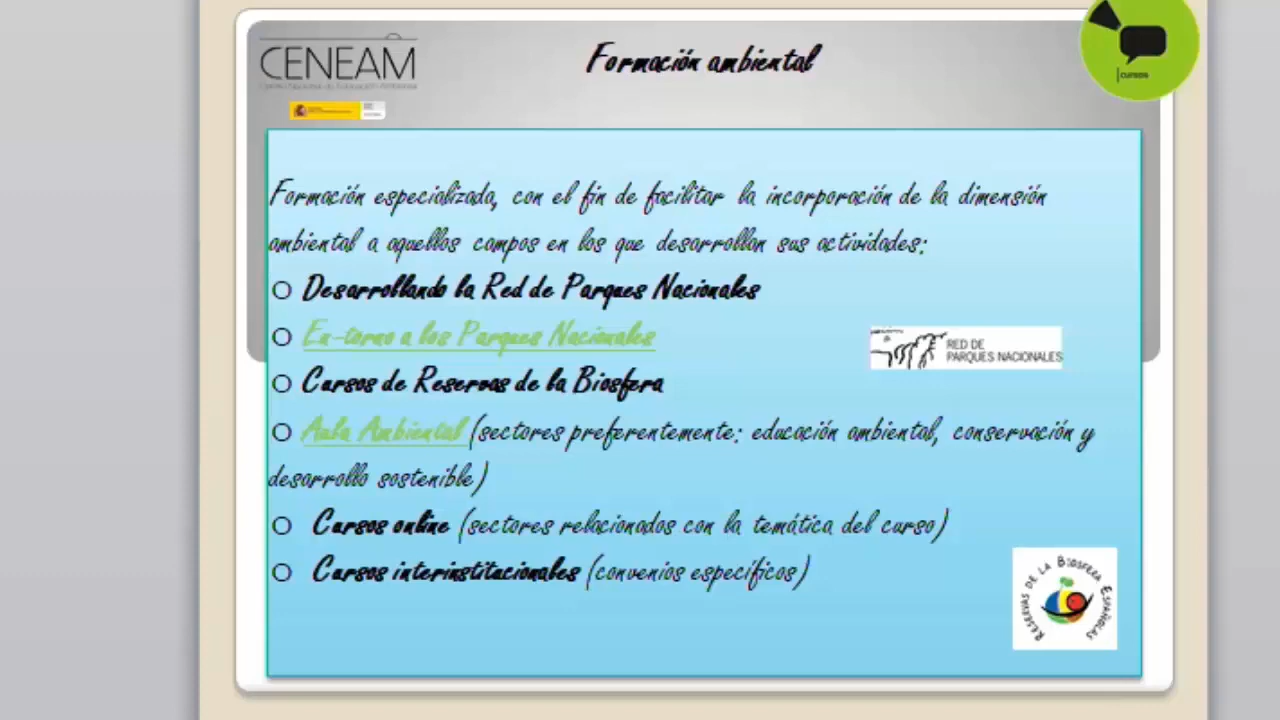 CENEAM
Formación ambiental
cursos
Formación especializada, con el fin de facilitar la incorporación de la dimensión
ambiental a aquellos campos en los que desarrollan sus actividades:
Desarrollando la Red de Parques Nacionales
En-torno a los Parques Nacionales
RED DE
PARQUES NACIONALES
Cursos de Reservas de la Biosfera
Aula Ambiental (sectores preferentemente: educación ambiental, conservación y
desarrollo sostenible)
Cursos online (sectores relacionados con la temática del curso)
Cursos interinstitucionales (convenios específicos)
RESERVAS DE LA BIOSFERA ESPAÑOLAS